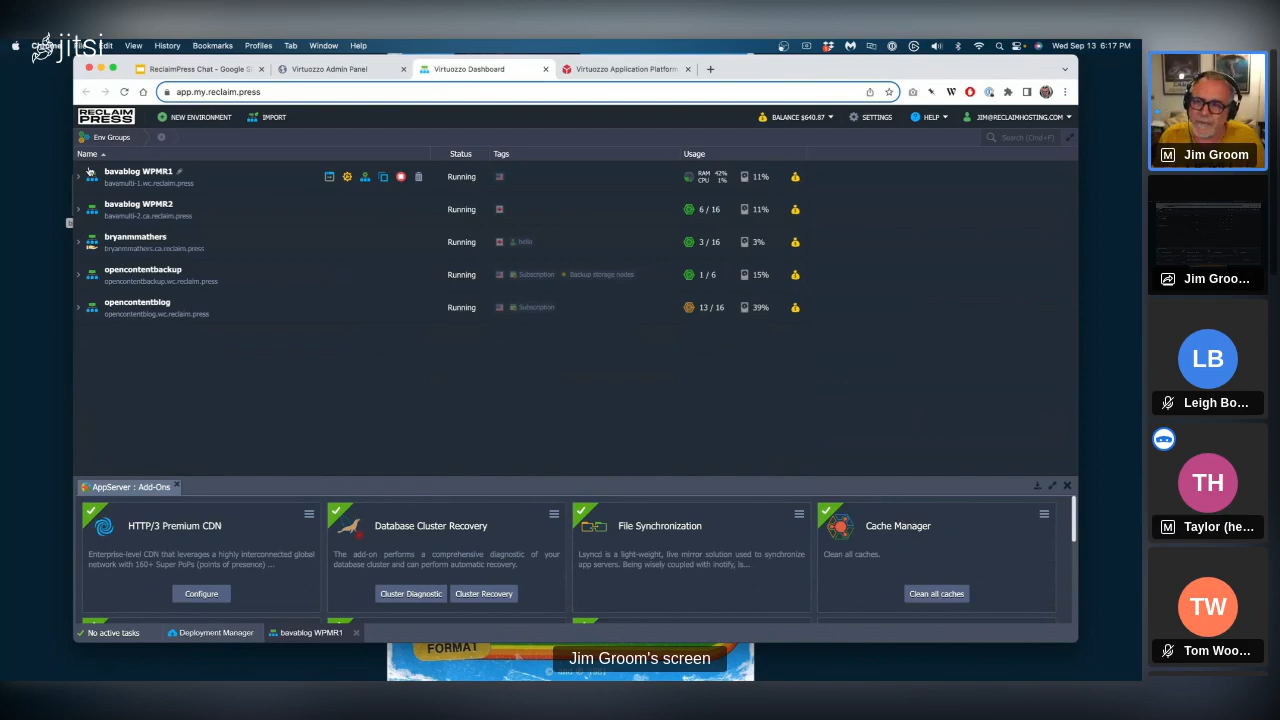 jitsi
View History Bookmarks Profiles Tab Window Help Wed Sep 13 6:17 PM
ReclaimPress Chat - Google Sl Virtuozzo Admin Panel Virtuozzo Dashboard Virtuozzo Application Platform
app.my.reclaim.press
RECLAIM PRESS NEW ENVIRONMENT IMPORT BALANCE $640.87 SETTINGS HELP JIM@RECLAIMHOSTING.COM
Env Groups Search (Cmd+F)
Name Status Tags Usage
bavablog WPMR1 Running RAM 42% CPU 1% 11%
bavamulti-1.wc.reclaim.press
bavablog WPMR2 Running 6 / 16 11%
bavamulti-2.ca.reclaim.press
bryanmmathers Running hello 3 / 16 3%
bryanmmathers.ca.reclaim.press
opencontentbackup Running Subscription Backup storage nodes 1 / 6 15%
opencontentbackup.wc.reclaim.press
opencontentblog Running Subscription 13 / 16 39%
opencontentblog.wc.reclaim.press
AppServer : Add-Ons
HTTP/3 Premium CDN Database Cluster Recovery File Synchronization Cache Manager
Enterprise-level CDN that leverages a highly interconnected global The add-on performs a comprehensive diagnostic of your Lsyncd is a light-weight, live mirror solution used to synchronize Clean all caches.
network with 160+ Super PoPs (points of presence) ... database cluster and can perform automatic recovery. app servers. Being wisely coupled with inotify, ls...
Configure Cluster Diagnostic Cluster Recovery Clean all caches
No active tasks Deployment Manager bavablog WPMR1
FORMAT
Jim Groom's screen
M Jim Groom
Jim Groo...
LB
Leigh Bo...
TH
M Taylor (he...
TW
Tom Woo...